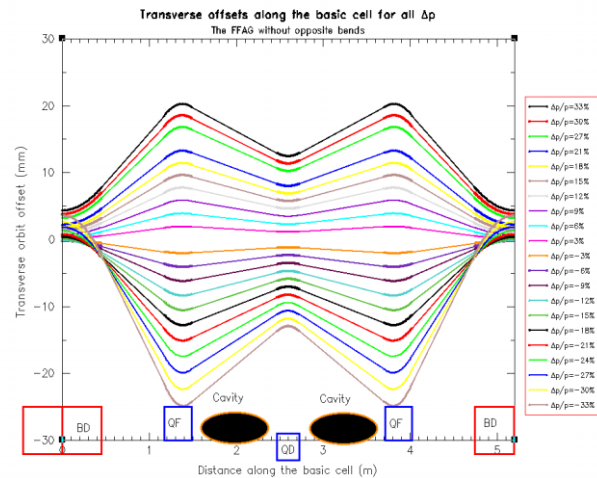 Transverse offsets along the basic cell for all Δp
The FFAG without opposite bends
30
20
10
0
-10
-20
-30
Transverse orbit offset (mm)
Δp/p=33%
Δp/p=30%
Δp/p=27%
Δp/p=21%
Δp/p=18%
Δp/p=15%
Δp/p=12%
Δp/p=9%
Δp/p=6%
Δp/p=3%
Δp/p=-3%
Δp/p=-6%
Δp/p=-9%
Δp/p=-12%
Δp/p=-15%
Δp/p=-18%
Δp/p=-21%
Δp/p=-24%
Δp/p=-27%
Δp/p=-30%
Δp/p=-33%
Cavity Cavity
BD QF QF BD
QD
0 1 2 3 4 5
Distance along the basic cell (m)